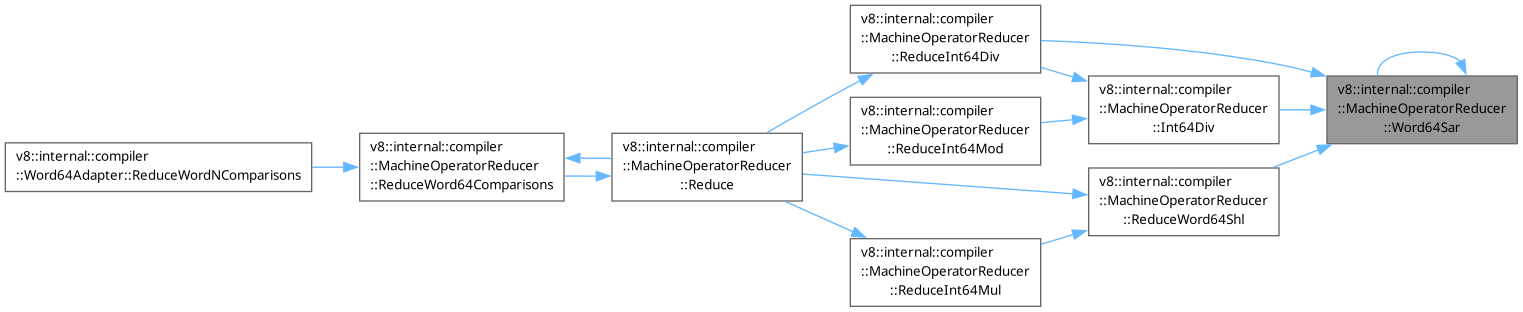 v8::internal::compiler
::Word64Adapter::ReduceWordNComparisons
v8::internal::compiler
::MachineOperatorReducer
::ReduceWord64Comparisons
v8::internal::compiler
::MachineOperatorReducer
::Reduce
v8::internal::compiler
::MachineOperatorReducer
::ReduceInt64Div
v8::internal::compiler
::MachineOperatorReducer
::ReduceInt64Mod
v8::internal::compiler
::MachineOperatorReducer
::ReduceInt64Mul
v8::internal::compiler
::MachineOperatorReducer
::Int64Div
v8::internal::compiler
::MachineOperatorReducer
::ReduceWord64Shl
v8::internal::compiler
::MachineOperatorReducer
::Word64Sar